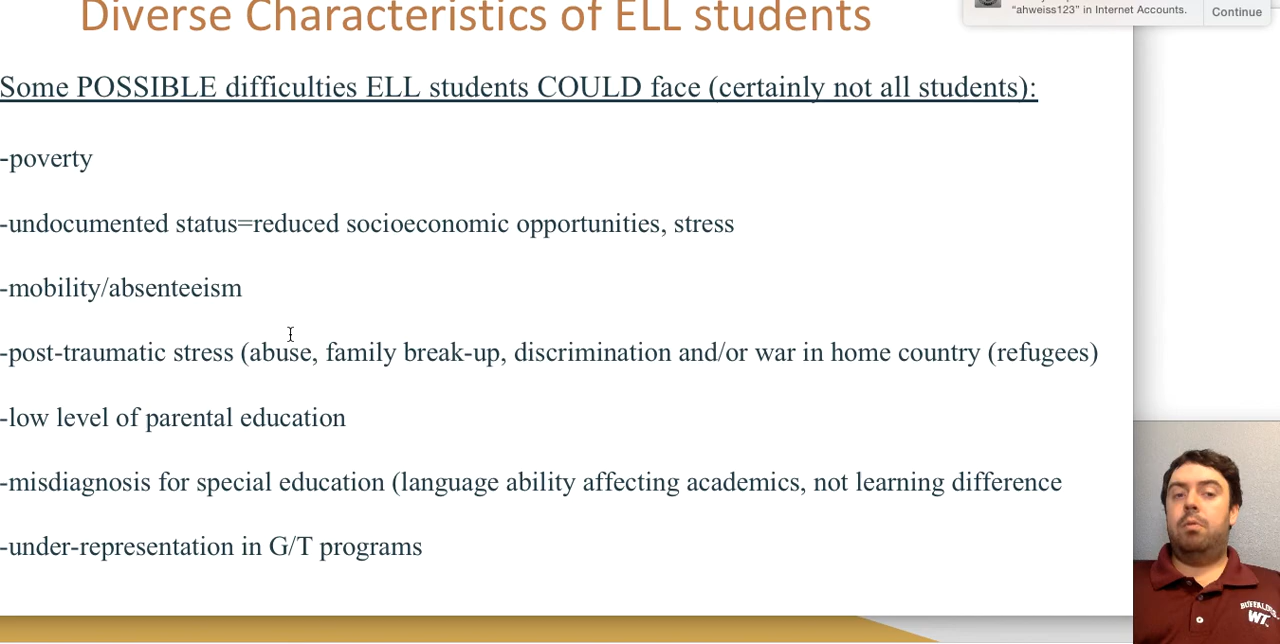 Diverse Characteristics of ELL students
"ahweiss123" in Internet Accounts.
Continue
Some POSSIBLE difficulties ELL students COULD face (certainly not all students):
-poverty
-undocumented status=reduced socioeconomic opportunities, stress
-mobility/absenteeism
-post-traumatic stress (abuse, family break-up, discrimination and/or war in home country (refugees)
-low level of parental education
-misdiagnosis for special education (language ability affecting academics, not learning difference
-under-representation in G/T programs
BUFFALOES
WT